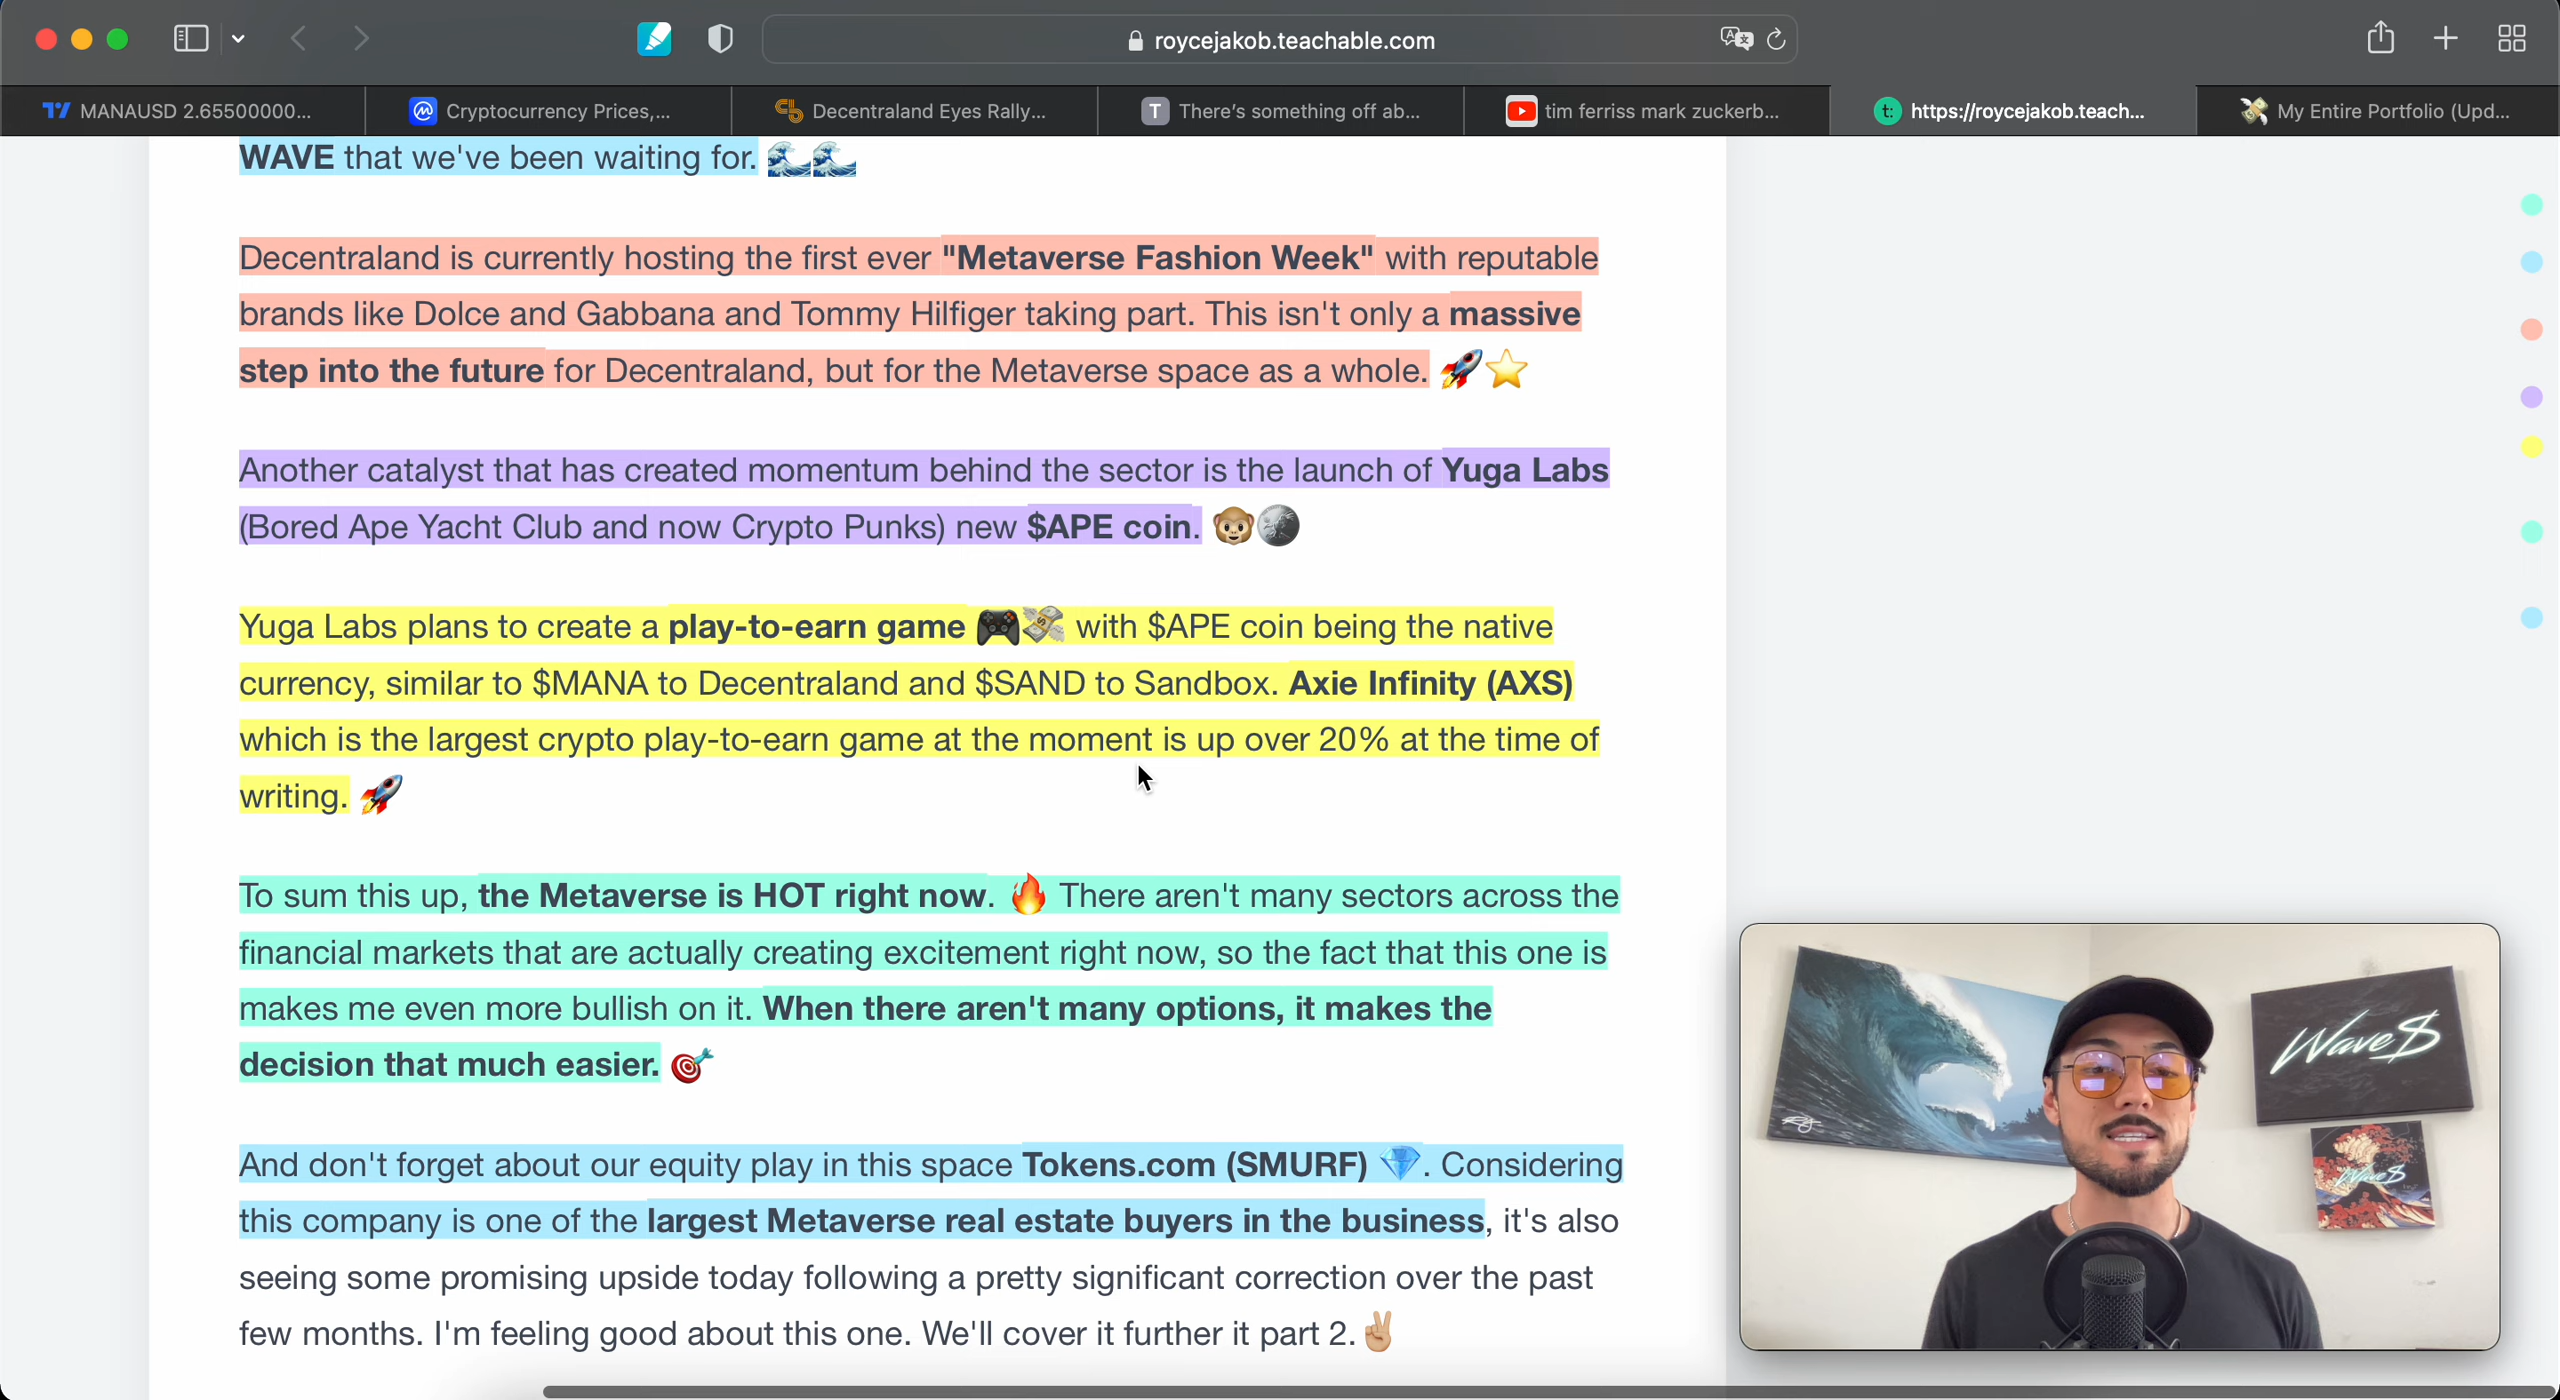 roycejakob.teachable.com
MANAUSD 2.65500000...
Cryptocurrency Prices,...
Decentraland Eyes Rally...
T There's something off ab...
tim ferriss mark zuckerb...
t: https://roycejakob.teach...
My Entire Portfolio (Upd...
WAVE that we've been waiting for. 🌊🌊
Decentraland is currently hosting the first ever "Metaverse Fashion Week" with reputable
brands like Dolce and Gabbana and Tommy Hilfiger taking part. This isn't only a massive
step into the future for Decentraland, but for the Metaverse space as a whole. 🚀⭐
Another catalyst that has created momentum behind the sector is the launch of Yuga Labs
(Bored Ape Yacht Club and now Crypto Punks) new $APE coin. 🐵🌑
Yuga Labs plans to create a play-to-earn game 🎮💸 with $APE coin being the native
currency, similar to $MANA to Decentraland and $SAND to Sandbox. Axie Infinity (AXS)
which is the largest crypto play-to-earn game at the moment is up over 20% at the time of
writing. 🚀
To sum this up, the Metaverse is HOT right now. 🔥 There aren't many sectors across the
financial markets that are actually creating excitement right now, so the fact that this one is
makes me even more bullish on it. When there aren't many options, it makes the
decision that much easier. 🎯
And don't forget about our equity play in this space Tokens.com (SMURF) 💎. Considering
this company is one of the largest Metaverse real estate buyers in the business, it's also
seeing some promising upside today following a pretty significant correction over the past
few months. I'm feeling good about this one. We'll cover it further it part 2.✌🏼
Wave$
Wave$